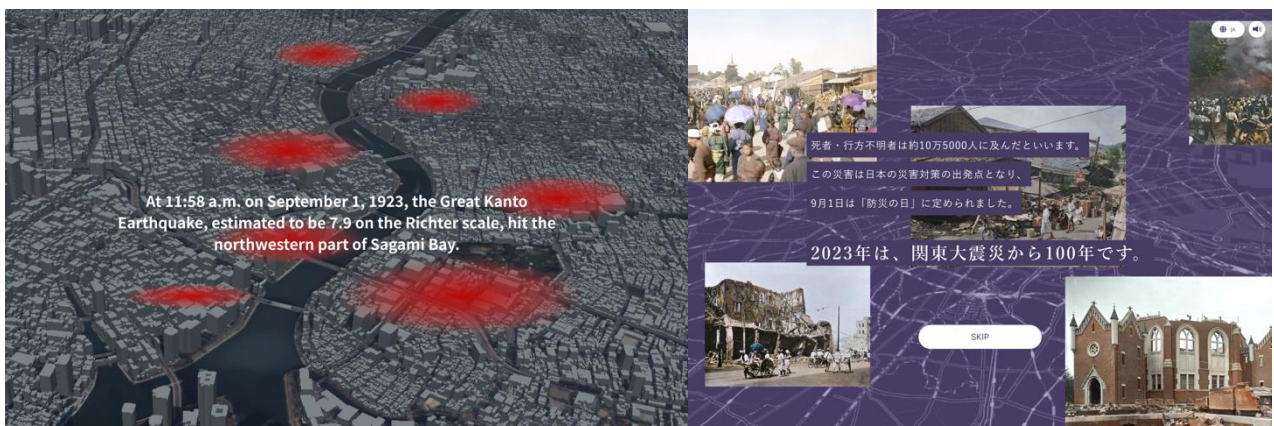 At 11:58 a.m. on September 1, 1923, the Great Kanto
Earthquake, estimated to be 7.9 on the Richter scale, hit the
northwestern part of Sagami Bay.
JA
死者・行方不明者は約10万5000人に及んだといいます。
この災害は日本の災害対策の出発点となり、
9月1日は「防災の日」に定められました。
2023年は、関東大震災から100年です。
SKIP